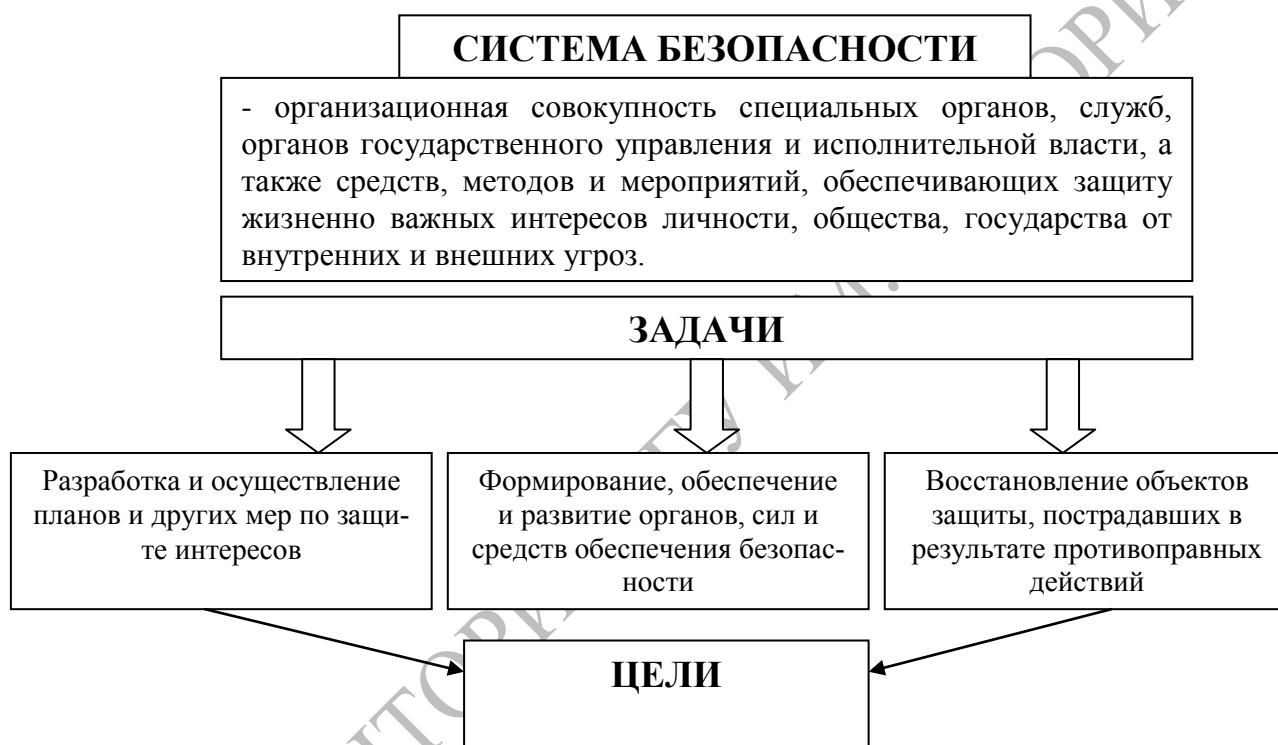 СИСТЕМА БЕЗОПАСНОСТИ
- организационная совокупность специальных органов, служб,
органов государственного управления и исполнительной власти, а
также средств, методов и мероприятий, обеспечивающих защиту
жизненно важных интересов личности, общества, государства от
внутренних и внешних угроз.
ЗАДАЧИ
Разработка и осуществление
планов и других мер по защи-
те интересов
Формирование, обеспечение
и развитие органов, сил и
средств обеспечения безопас-
ности
Восстановление объектов
защиты, пострадавших в
результате противоправных
действий
ЦЕЛИ